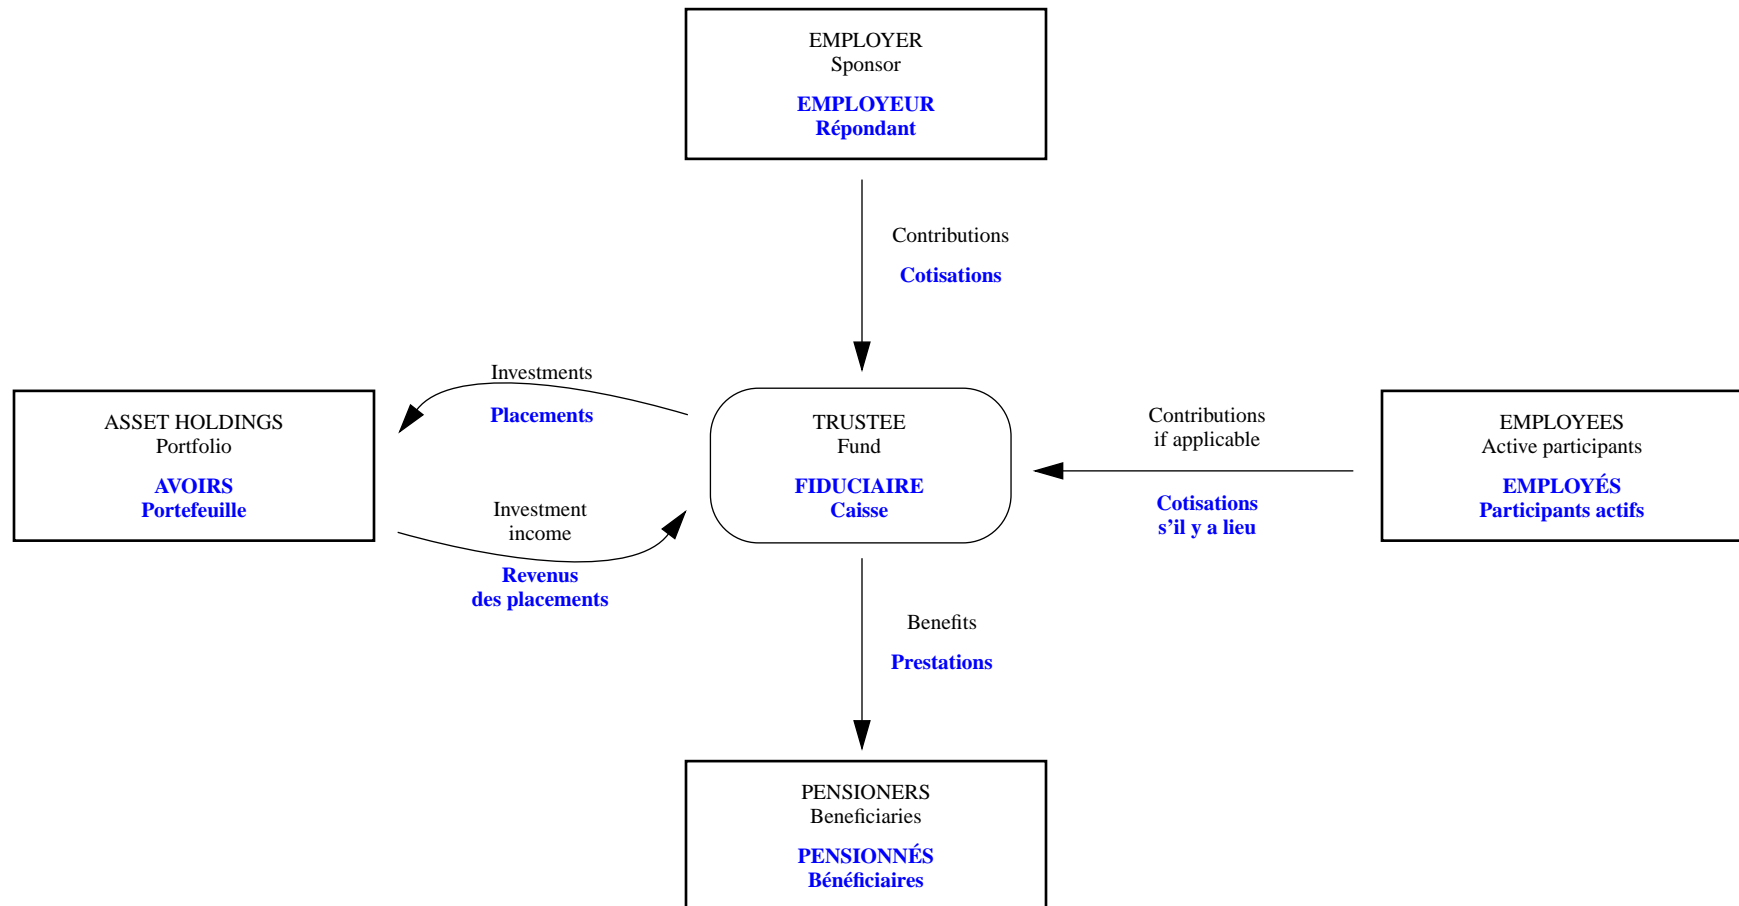 EMPLOYER
Sponsor
EMPLOYEUR
Répondant
Contributions
Cotisations
Investments
Placements
ASSET HOLDINGS
Portfolio
AVOIRS
Portefeuille
Investment
income
Revenus
des placements
TRUSTEE
Fund
FIDUCIAIRE
Caisse
Contributions
if applicable
Cotisations
s’il y a lieu
EMPLOYEES
Active participants
EMPLOYÉS
Participants actifs
Benefits
Prestations
PENSIONERS
Beneficiaries
PENSIONNÉS
Bénéficiaires